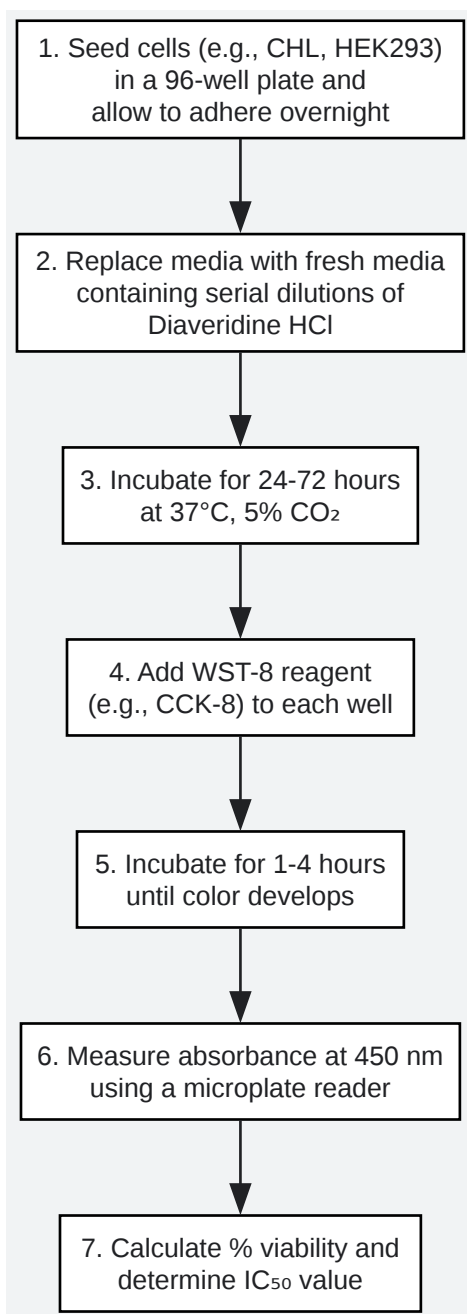 1. Seed cells (e.g., CHL, HEK293)
in a 96-well plate and
allow to adhere overnight
2. Replace media with fresh media
containing serial dilutions of
Diaveridine HCl
3. Incubate for 24-72 hours
at 37°C, 5% CO₂
4. Add WST-8 reagent
(e.g., CCK-8) to each well
5. Incubate for 1-4 hours
until color develops
6. Measure absorbance at 450 nm
using a microplate reader
7. Calculate % viability and
determine IC₅₀ value